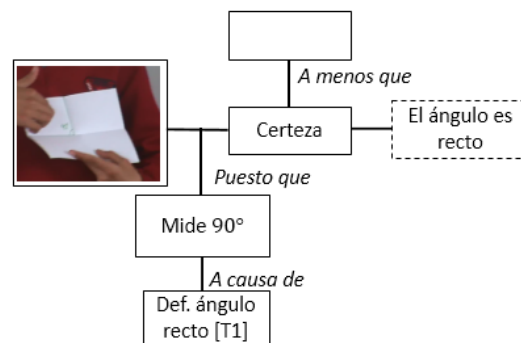 A menos que
Certeza
El ángulo es
recto
Puesto que
Mide 90°
A causa de
Def. ángulo
recto [T1]